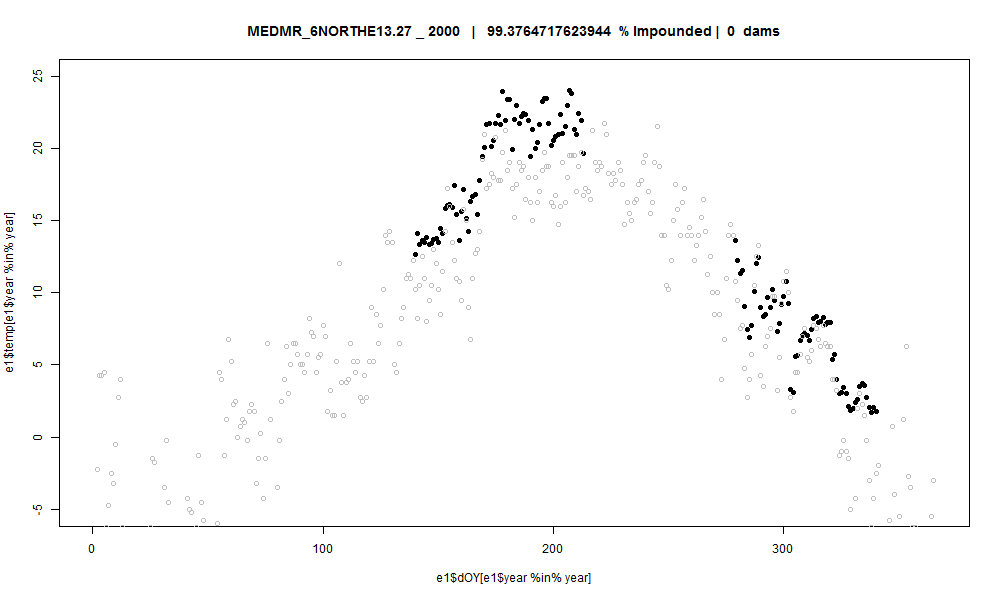 MEDMR_6NORTHE13.27 _ 2000 | 99.3764717623944 % Impounded | 0 dams
e1$temp[e1$year %in% year]
25
20
15
10
5
0
-5
0 100 200 300
e1$dOY[e1$year %in% year]